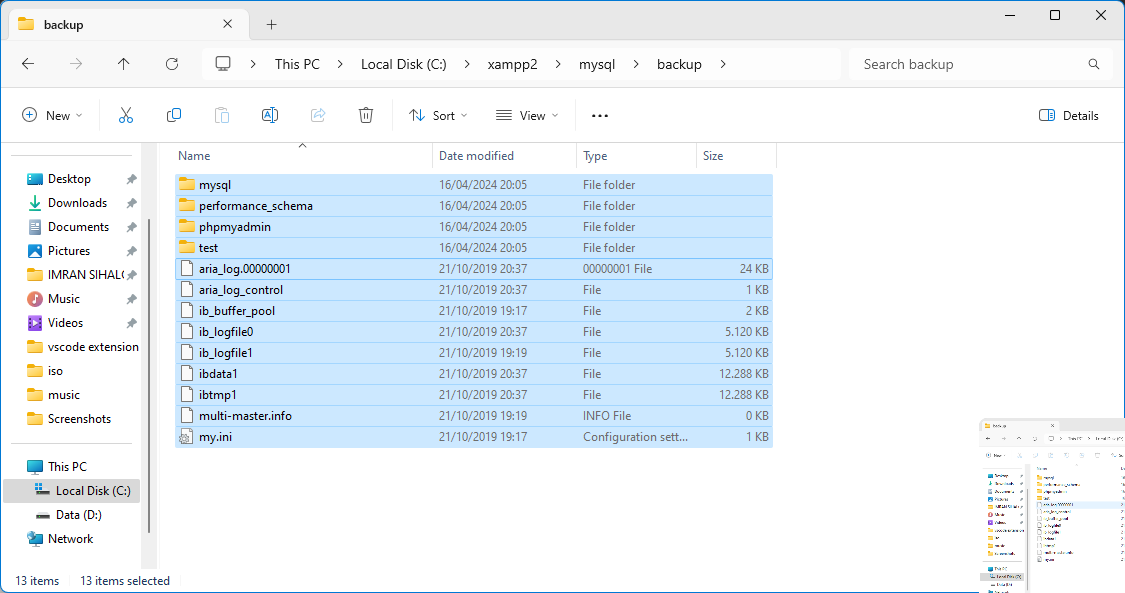 backup
This PC Local Disk (C:) xampp2 mysql backup
Search backup
New Sort View Details
Name Date modified Type Size
Desktop
Downloads
Documents
Pictures
IMRAN SIHALO
Music
Videos
vscode extension
iso
music
Screenshots
This PC
Local Disk (C:)
Data (D:)
Network
mysql 16/04/2024 20:05 File folder
performance_schema 16/04/2024 20:05 File folder
phpmyadmin 16/04/2024 20:05 File folder
test 16/04/2024 20:05 File folder
aria_log.00000001 21/10/2019 20:37 00000001 File 24 KB
aria_log_control 21/10/2019 20:37 File 1 KB
ib_buffer_pool 21/10/2019 19:17 File 2 KB
ib_logfile0 21/10/2019 20:37 File 5.120 KB
ib_logfile1 21/10/2019 19:19 File 5.120 KB
ibdata1 21/10/2019 20:37 File 12.288 KB
ibtmp1 21/10/2019 20:37 File 12.288 KB
multi-master.info 21/10/2019 19:19 INFO File 0 KB
my.ini 21/10/2019 19:17 Configuration sett... 1 KB
13 items 13 items selected